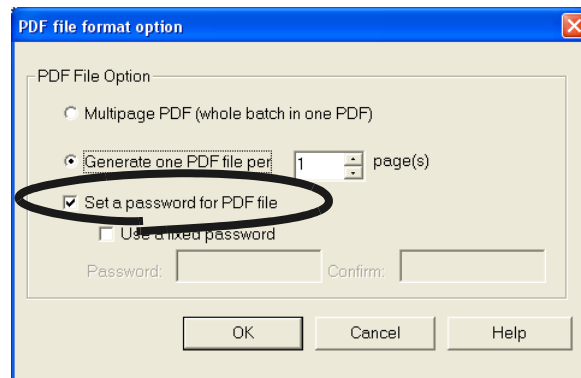 PDF file format option
PDF File Option
Multipage PDF (whole batch in one PDF)
Generate one PDF file per 1 page(s)
Set a password for PDF file
Use a fixed password
Password: Confirm:
OK Cancel Help